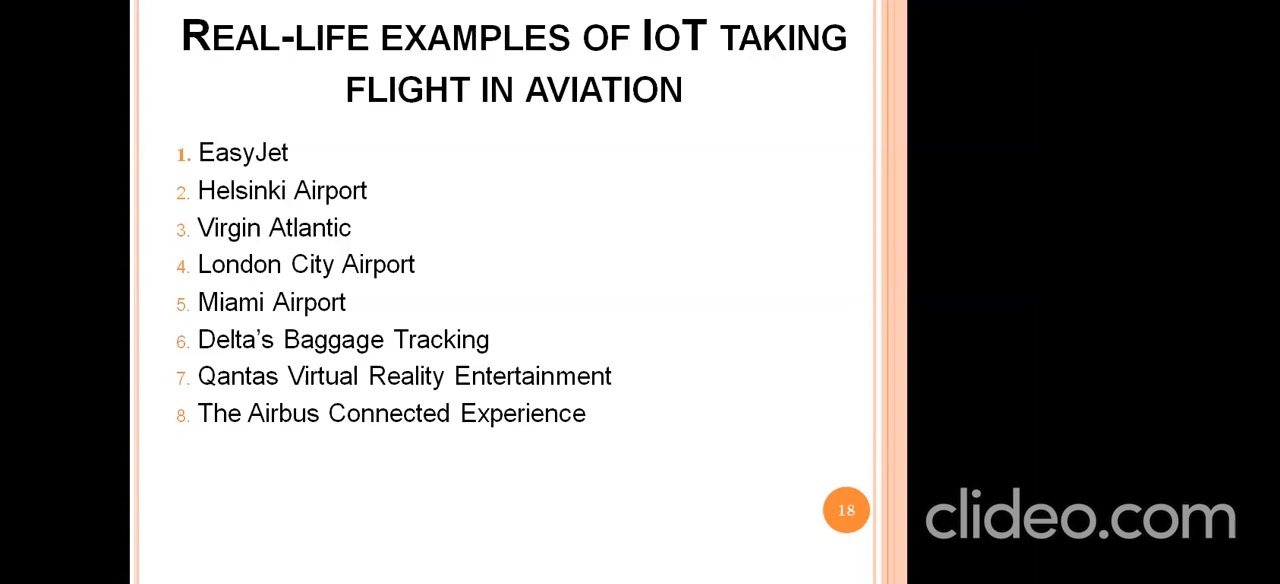 REAL-LIFE EXAMPLES OF IOT TAKING
FLIGHT IN AVIATION
1. EasyJet
2. Helsinki Airport
3. Virgin Atlantic
4. London City Airport
5. Miami Airport
6. Delta’s Baggage Tracking
7. Qantas Virtual Reality Entertainment
8. The Airbus Connected Experience
18
clideo.com